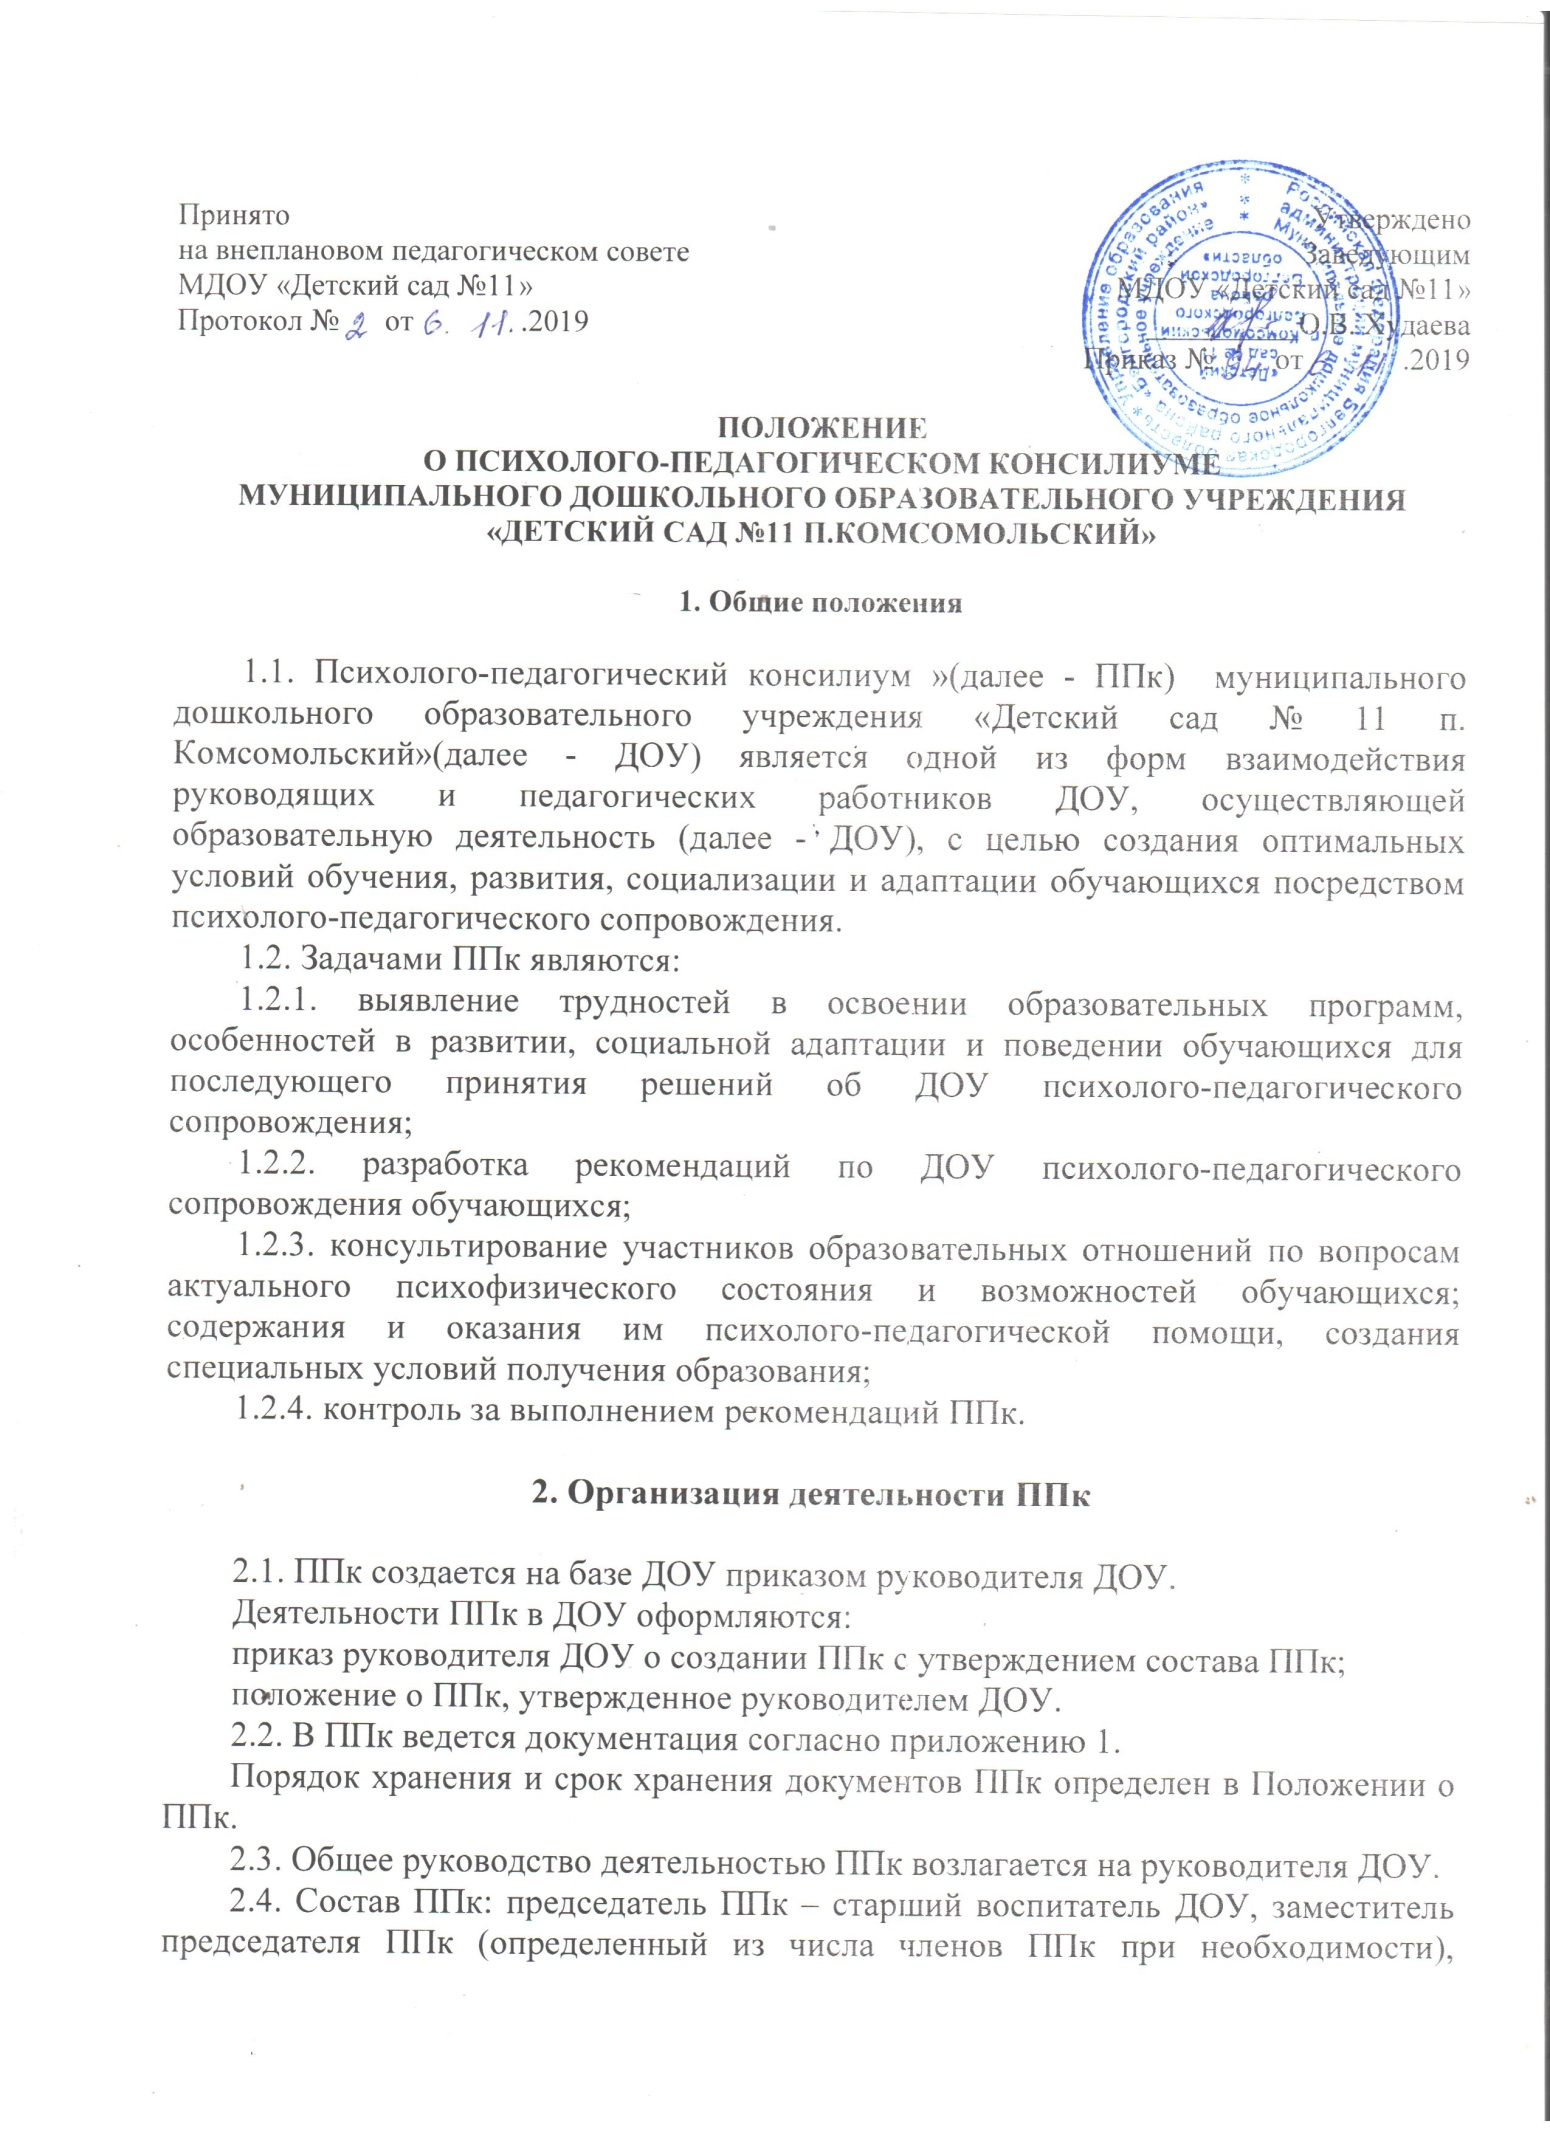 Принято
на внеплановом педагогическом совете
МДОУ «Детский сад №11»
Протокол № 2 от 6. 11. .2019
Утверждено
Заведующим
МДОУ «Детский сад №11»
О.В. Худаева
Приказ № от .2019
ПОЛОЖЕНИЕ
О ПСИХОЛОГО-ПЕДАГОГИЧЕСКОМ КОНСИЛИУМЕ
МУНИЦИПАЛЬНОГО ДОШКОЛЬНОГО ОБРАЗОВАТЕЛЬНОГО УЧРЕЖДЕНИЯ
«ДЕТСКИЙ САД №11 П.КОМСОМОЛЬСКИЙ»
1. Общие положения
1.1. Психолого-педагогический консилиум »(далее - ППк) муниципального
дошкольного образовательного учреждения «Детский сад № 11 п.
Комсомольский»(далее - ДОУ) является одной из форм взаимодействия
руководящих и педагогических работников ДОУ, осуществляющей
образовательную деятельность (далее - ДОУ), с целью создания оптимальных
условий обучения, развития, социализации и адаптации обучающихся посредством
психолого-педагогического сопровождения.
1.2. Задачами ППк являются:
1.2.1. выявление трудностей в освоении образовательных программ,
особенностей в развитии, социальной адаптации и поведении обучающихся для
последующего принятия решений об ДОУ психолого-педагогического
сопровождения;
1.2.2. разработка рекомендаций по ДОУ психолого-педагогического
сопровождения обучающихся;
1.2.3. консультирование участников образовательных отношений по вопросам
актуального психофизического состояния и возможностей обучающихся;
содержания и оказания им психолого-педагогической помощи, создания
специальных условий получения образования;
1.2.4. контроль за выполнением рекомендаций ППк.
2. Организация деятельности ППк
2.1. ППк создается на базе ДОУ приказом руководителя ДОУ.
Деятельности ППк в ДОУ оформляются:
приказ руководителя ДОУ о создании ППк с утверждением состава ППк;
положение о ППк, утвержденное руководителем ДОУ.
2.2. В ППк ведется документация согласно приложению 1.
Порядок хранения и срок хранения документов ППк определен в Положении о
ППк.
2.3. Общее руководство деятельностью ППк возлагается на руководителя ДОУ.
2.4. Состав ППк: председатель ППк – старший воспитатель ДОУ, заместитель
председателя ППк (определенный из числа членов ППк при необходимости),